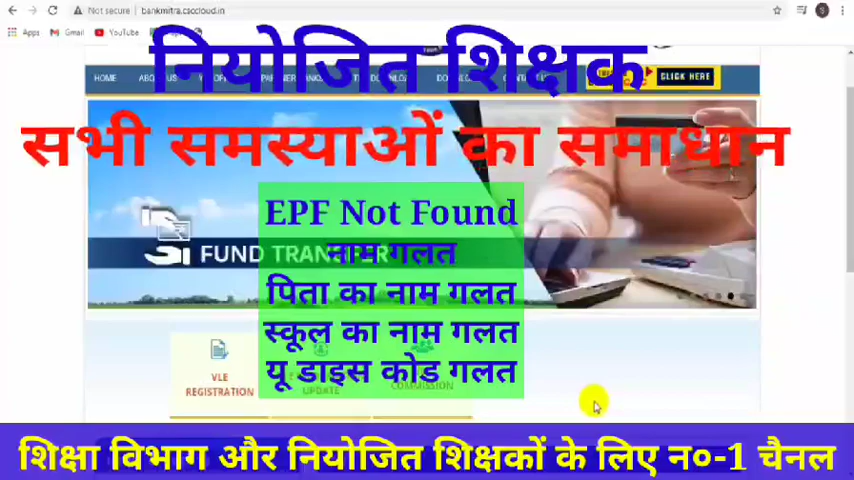 Not secure | bankmitra.csccloud.in
Apps Gmail YouTube
नियोजित शिक्षक
HOME
CLICK HERE
सभी समस्याओं का समाधान
EPF Not Found
FUND TRANSFER
नाम गलत
पिता का नाम गलत
स्कूल का नाम गलत
यू डाइस कोड गलत
VLE
REGISTRATION
UPDATE
COMMISSION
शिक्षा विभाग और नियोजित शिक्षकों के लिए न०-1 चैनल